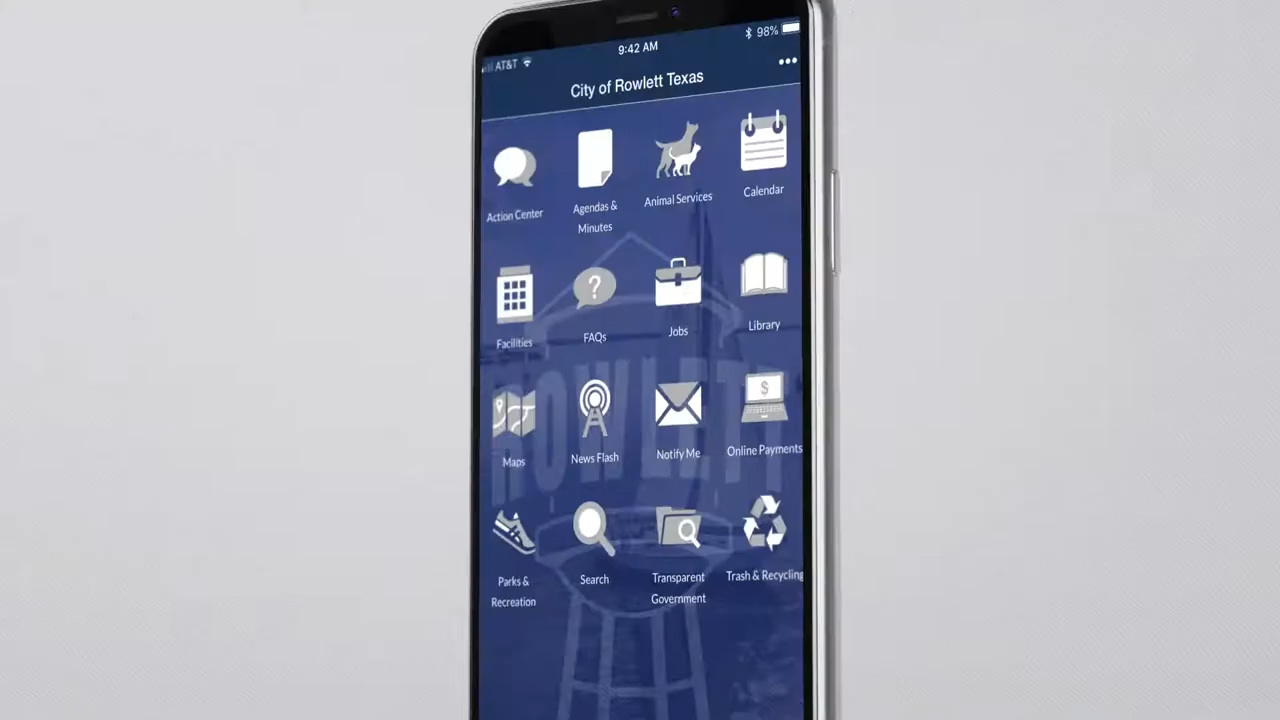 AT&T
9:42 AM
98%
City of Rowlett Texas
Action Center
Agendas &
Minutes
Animal Services
Calendar
Facilities
?
FAQs
Jobs
Library
Maps
News Flash
Notify Me
$
Online Payments
ROWLETT
Parks &
Recreation
Search
Transparent
Government
Trash & Recycling